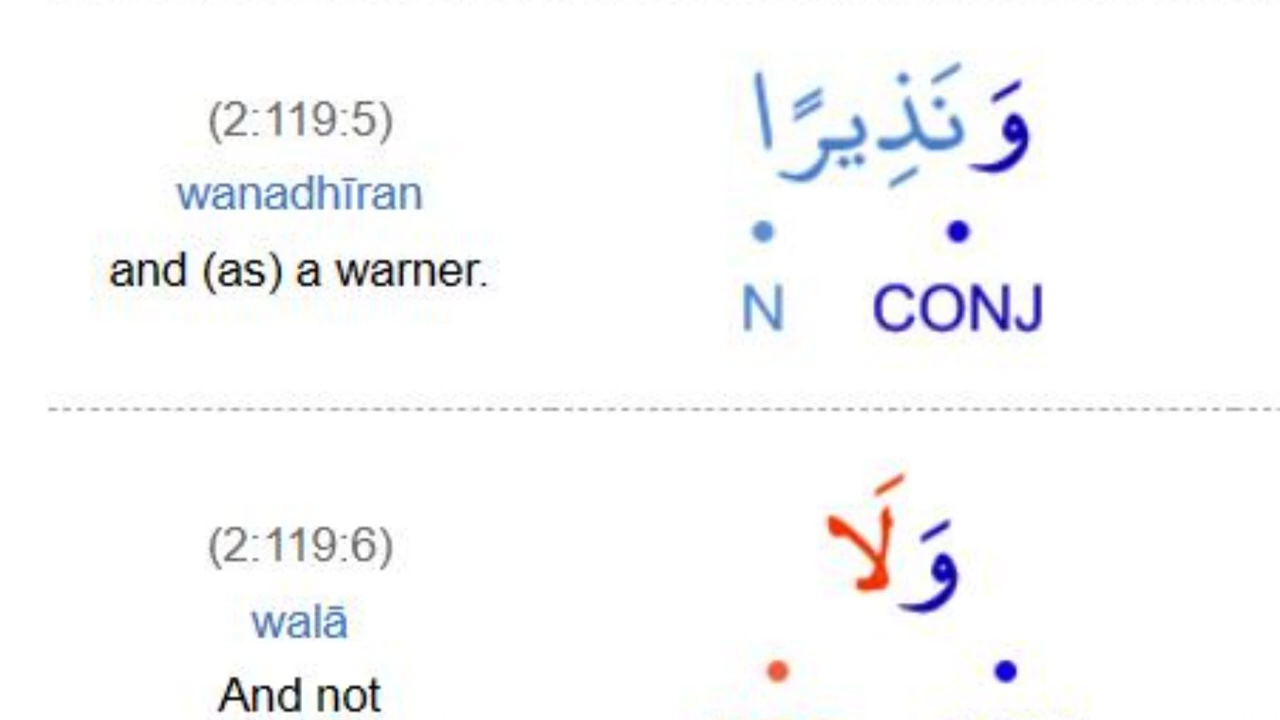 (2:119:5)
wanadhīran
and (as) a warner.
وَنَذِيرًا
N CONJ
(2:119:6)
walā
And not
وَلَا